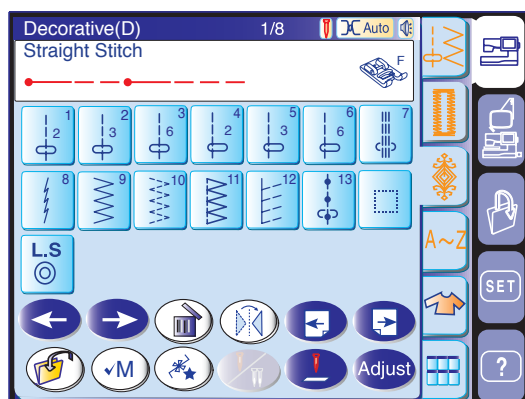 Decorative(D) 1/8 Auto
Straight Stitch
F
1 2 3 4 5 6 7
2 3 6 2 3 6
8 9 10 11 12 13
A~Z
L.S
SET
✓M Adjust ?